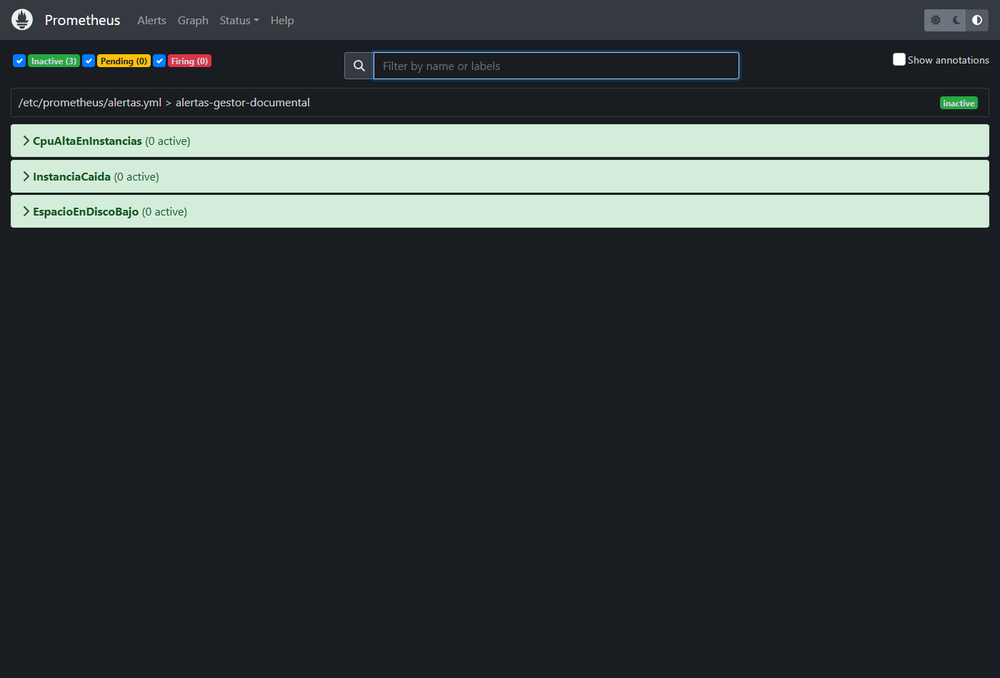 Prometheus Alerts Graph Status Help
Inactive (3) Pending (0) Firing (0) Filter by name or labels Show annotations
/etc/prometheus/alertas.yml > alertas-gestor-documental inactive
CpuAltaEnInstancias (0 active)
InstanciaCaida (0 active)
EspacioEnDiscoBajo (0 active)